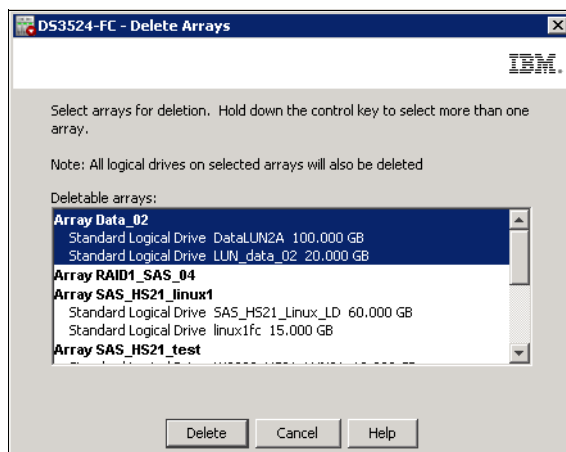 DS3524-FC - Delete Arrays
IBM.
Select arrays for deletion. Hold down the control key to select more than one
array.
Note: All logical drives on selected arrays will also be deleted
Deletable arrays:
Array Data_02
Standard Logical Drive DataLUN2A 100.000 GB
Standard Logical Drive LUN_data_02 20.000 GB
Array RAID1_SAS_04
Array SAS_HS21_linux1
Standard Logical Drive SAS_HS21_Linux_LD 60.000 GB
Standard Logical Drive linux1fc 15.000 GB
Array SAS_HS21_test
Delete Cancel Help